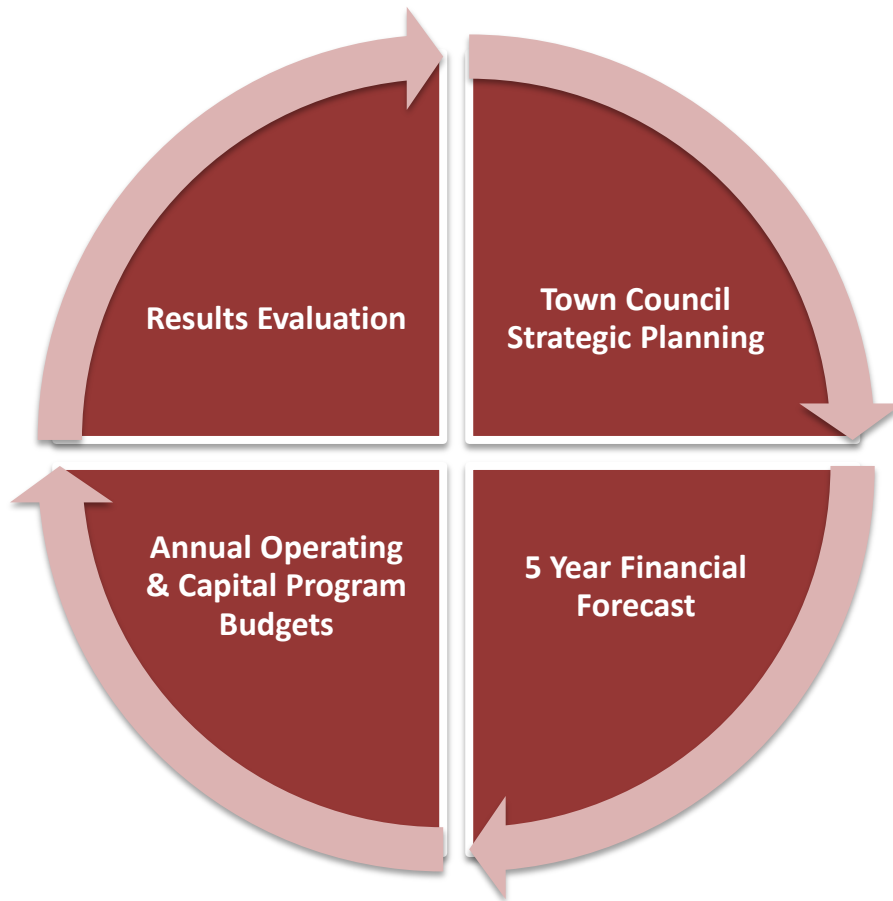 Results Evaluation
Town Council
Strategic Planning
Annual Operating
& Capital Program
Budgets
5 Year Financial
Forecast